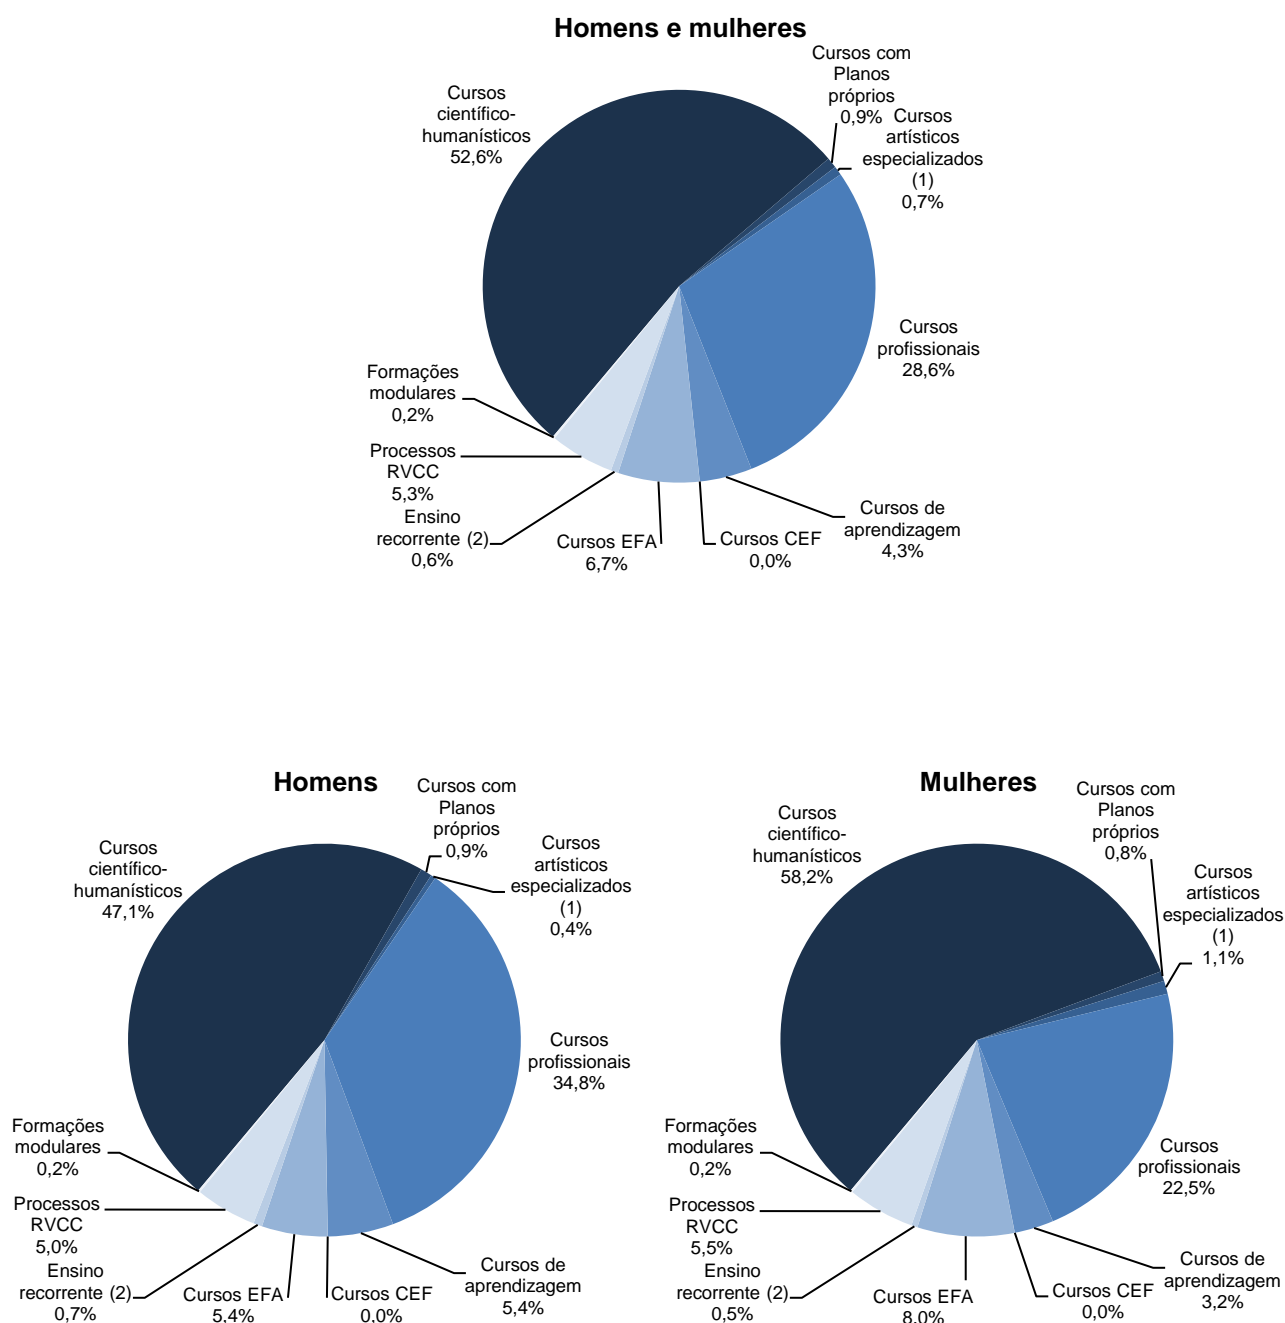 Homens e mulheres
Cursos com
Planos
próprios
0,9%
Cursos
artísticos
especializados
(1)
0,7%
Cursos
científico-
humanísticos
52,6%
Cursos
profissionais
28,6%
Formações
modulares
0,2%
Processos
RVCC
5,3%
Ensino
recorrente (2)
0,6%
Cursos EFA
6,7%
Cursos CEF
0,0%
Cursos de
aprendizagem
4,3%
Homens
Cursos com
Planos
próprios
0,9%
Cursos
artísticos
especializados
(1)
0,4%
Cursos
científico-
humanísticos
47,1%
Cursos
profissionais
34,8%
Formações
modulares
0,2%
Processos
RVCC
5,0%
Ensino
recorrente (2)
0,7%
Cursos EFA
5,4%
Cursos CEF
0,0%
Cursos de
aprendizagem
5,4%
Mulheres
Cursos com
Planos
próprios
0,8%
Cursos
artísticos
especializados
(1)
1,1%
Cursos
científico-
humanísticos
58,2%
Cursos
profissionais
22,5%
Formações
modulares
0,2%
Processos
RVCC
5,5%
Ensino
recorrente (2)
0,5%
Cursos EFA
8,0%
Cursos CEF
0,0%
Cursos de
aprendizagem
3,2%